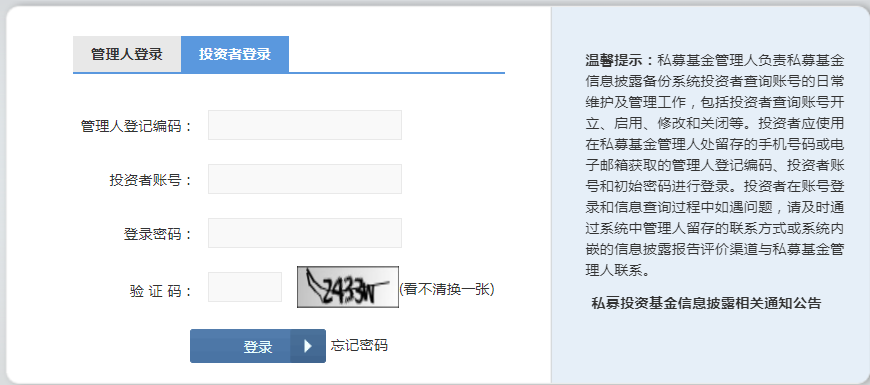 管理人登录 投资者登录
管理人登记编码：
投资者账号：
登录密码：
验 证 码： 2433W (看不清换一张)
登录 忘记密码
温馨提示：私募基金管理人负责私募基金
信息披露备份系统投资者查询账号的日常
维护及管理工作，包括投资者查询账号开
立、启用、修改和关闭等。投资者应使用
在私募基金管理人处留存的手机号码或电
子邮箱获取的管理人登记编码、投资者账
号和初始密码进行登录。投资者在账号登
录和信息查询过程中如遇问题，请及时通
过系统中管理人留存的联系方式或系统内
嵌的信息披露报告评价渠道与私募基金管
理人联系。
私募投资基金信息披露相关通知公告